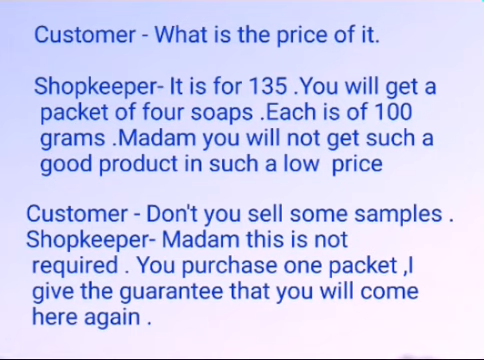 Customer - What is the price of it.
Shopkeeper- It is for 135 .You will get a
packet of four soaps .Each is of 100
grams .Madam you will not get such a
good product in such a low  price
Customer - Don't you sell some samples .
Shopkeeper- Madam this is not
required . You purchase one packet ,I
give the guarantee that you will come
here again .